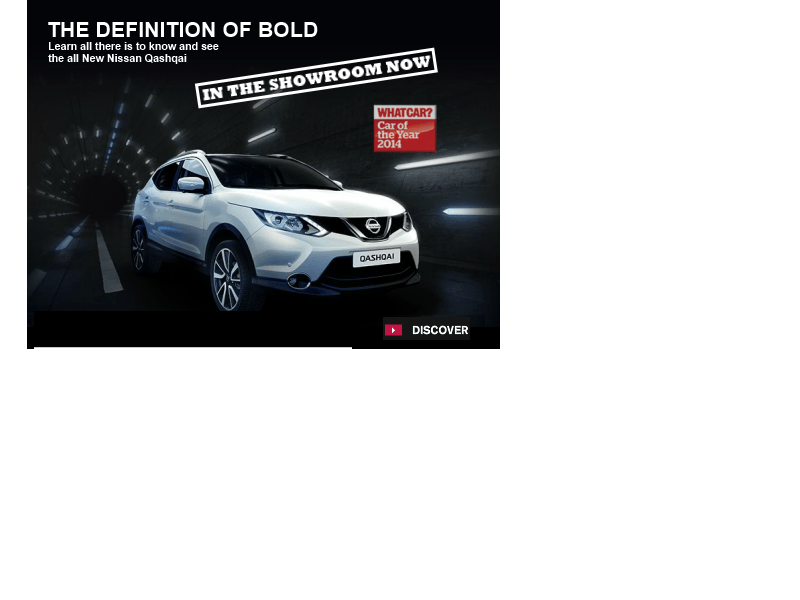 THE DEFINITION OF BOLD
Learn all there is to know and see
the all New Nissan Qashqai
IN THE SHOWROOM NOW
WHATCAR?
Car of
the Year
2014
NISSAN
QASHQAI
DISCOVER